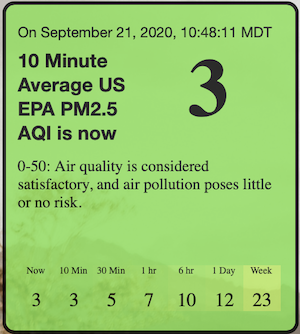 On September 21, 2020, 10:48:11 MDT
10 Minute
Average US
EPA PM2.5
AQI is now
3
0-50: Air quality is considered
satisfactory, and air pollution poses little
or no risk.
Now 10 Min 30 Min 1 hr 6 hr 1 Day Week
3 3 5 7 10 12 23